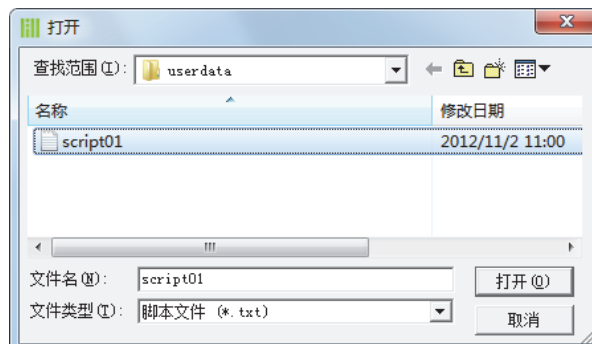 打开
查找范围(I): userdata
名称 修改日期
script01 2012/11/2 11:00
文件名(N): script01 打开(O)
文件类型(T): 脚本文件 (*.txt)
取消